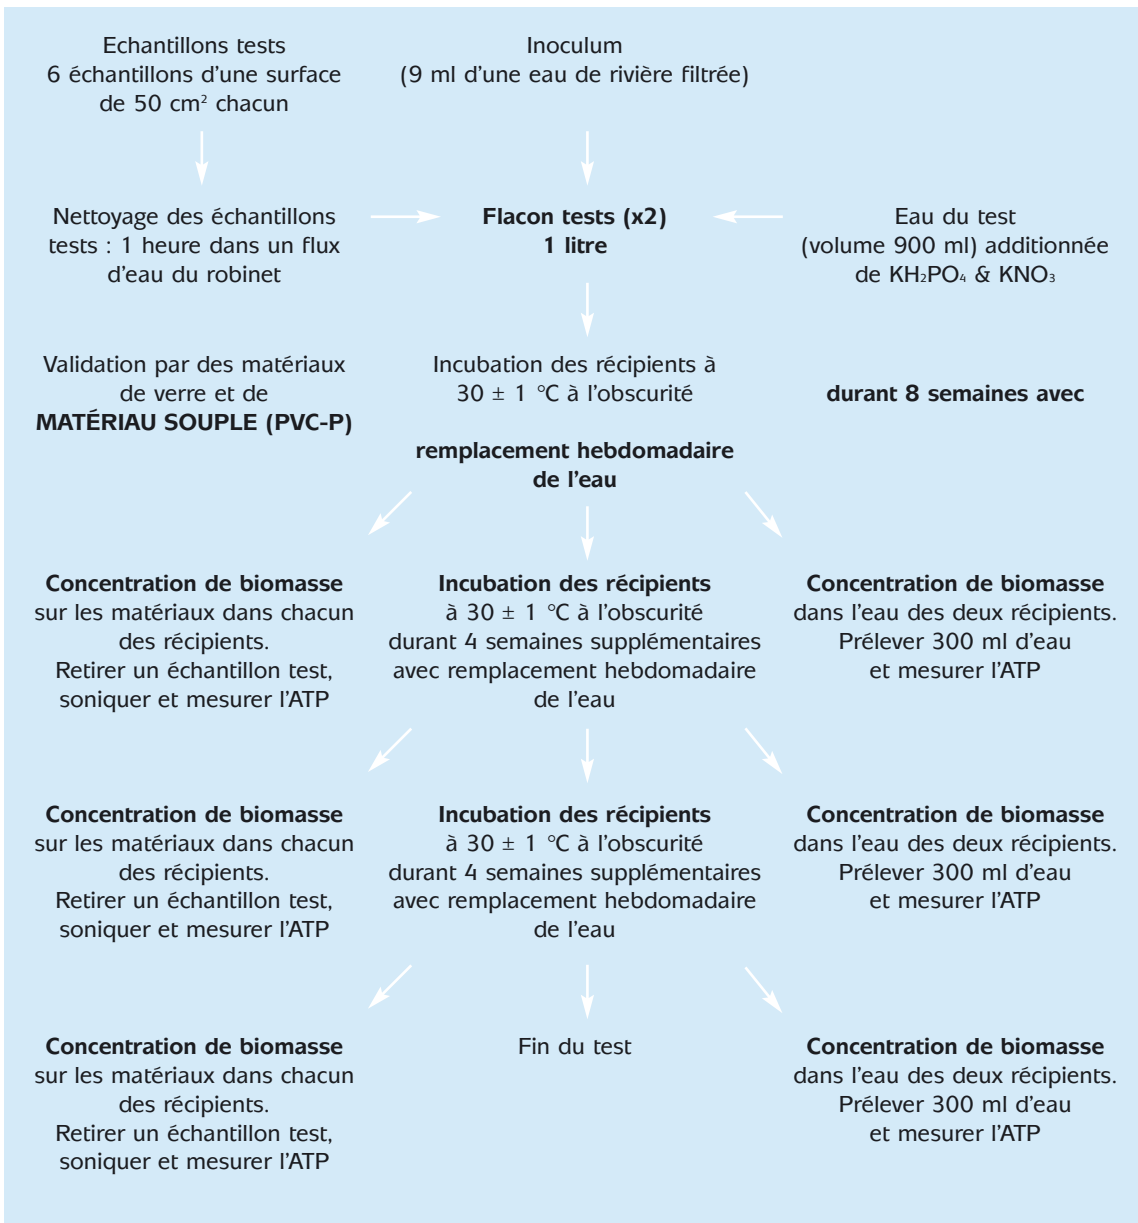 Echantillons tests
6 échantillons d'une surface
de 50 cm² chacun
Inoculum
(9 ml d'une eau de rivière filtrée)
Nettoyage des échantillons
tests : 1 heure dans un flux
d'eau du robinet
Flacon tests (x2)
1 litre
Eau du test
(volume 900 ml) additionnée
de KH₂PO₄ & KNO₃
Validation par des matériaux
de verre et de
MATÉRIAU SOUPLE (PVC-P)
Incubation des récipients à
30 ± 1 °C à l'obscurité
durant 8 semaines avec
remplacement hebdomadaire
de l'eau
Concentration de biomasse
sur les matériaux dans chacun
des récipients.
Retirer un échantillon test,
soniquer et mesurer l'ATP
Incubation des récipients
à 30 ± 1 °C à l'obscurité
durant 4 semaines supplémentaires
avec remplacement hebdomadaire
de l'eau
Concentration de biomasse
dans l'eau des deux récipients.
Prélever 300 ml d'eau
et mesurer l'ATP
Concentration de biomasse
sur les matériaux dans chacun
des récipients.
Retirer un échantillon test,
soniquer et mesurer l'ATP
Incubation des récipients
à 30 ± 1 °C à l'obscurité
durant 4 semaines supplémentaires
avec remplacement hebdomadaire
de l'eau
Concentration de biomasse
dans l'eau des deux récipients.
Prélever 300 ml d'eau
et mesurer l'ATP
Concentration de biomasse
sur les matériaux dans chacun
des récipients.
Retirer un échantillon test,
soniquer et mesurer l'ATP
Fin du test
Concentration de biomasse
dans l'eau des deux récipients.
Prélever 300 ml d'eau
et mesurer l'ATP